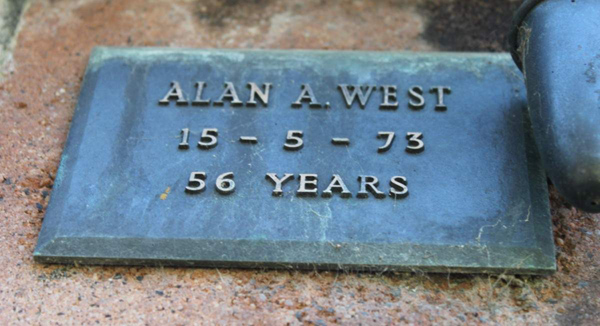 ALAN A. WEST
15 - 5 - 73
56 YEARS